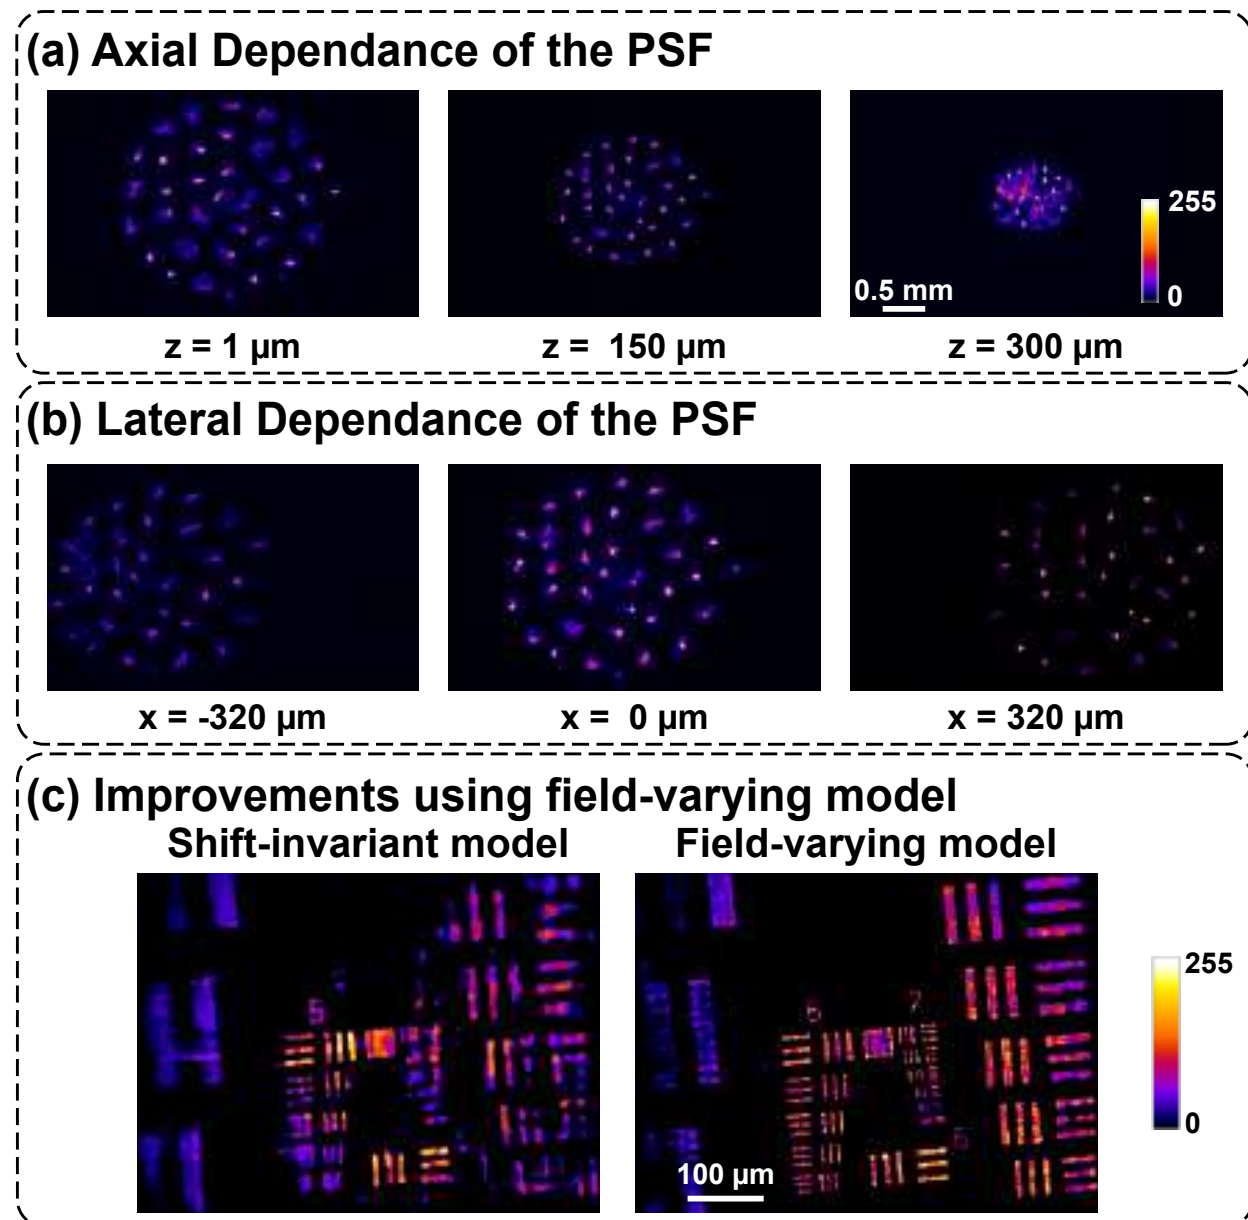 (a) Axial Dependance of the PSF
255
0.5 mm
0
z = 1 µm
z = 150 µm
z = 300 µm
(b) Lateral Dependance of the PSF
x = -320 µm
x = 0 µm
x = 320 µm
(c) Improvements using field-varying model
Shift-invariant model
Field-varying model
255
100 µm
0